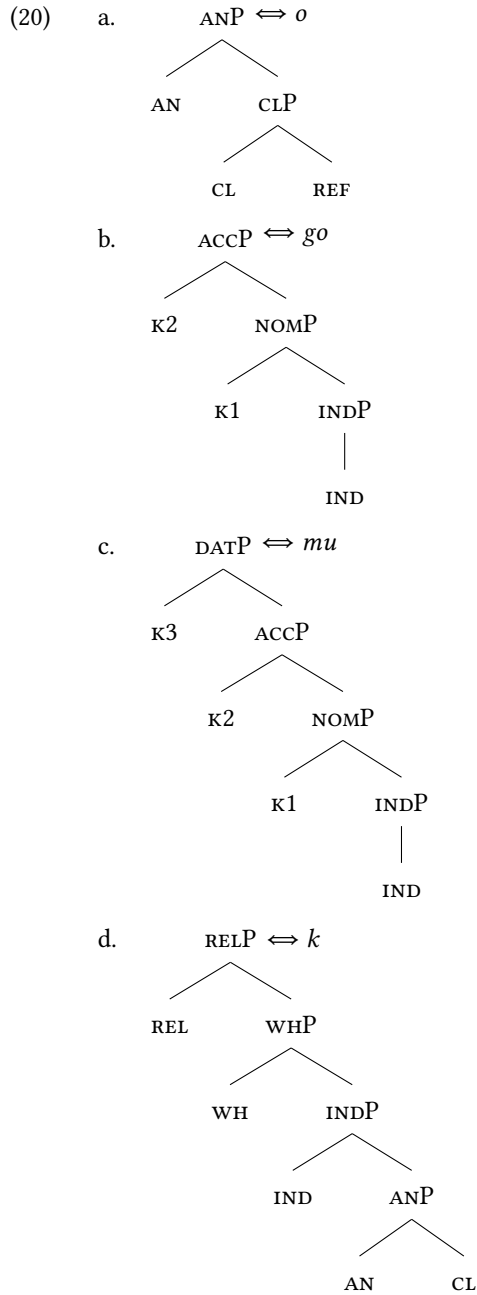 (20) a. ANP ⇔ o
AN CLP
CL REF
b. ACCP ⇔ go
K2 NOMP
K1 INDP
IND
c. DATP ⇔ mu
K3 ACCP
K2 NOMP
K1 INDP
IND
d. RELP ⇔ k
REL WHP
WH INDP
IND ANP
AN CL